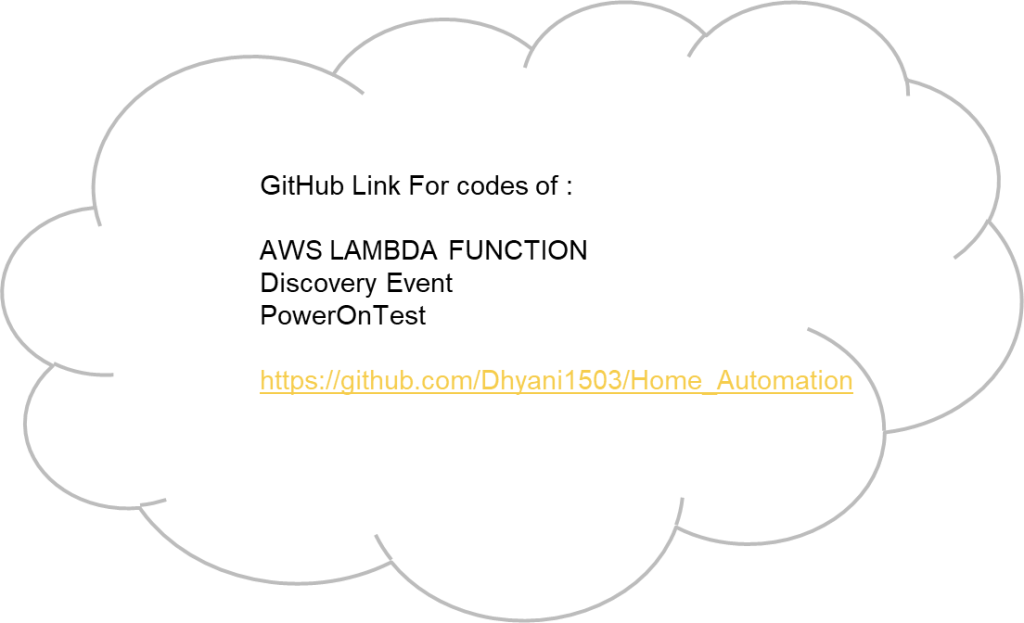 GitHub Link For codes of :
AWS LAMBDA FUNCTION
Discovery Event
PowerOnTest
https://github.com/Dhyani1503/Home_Automation